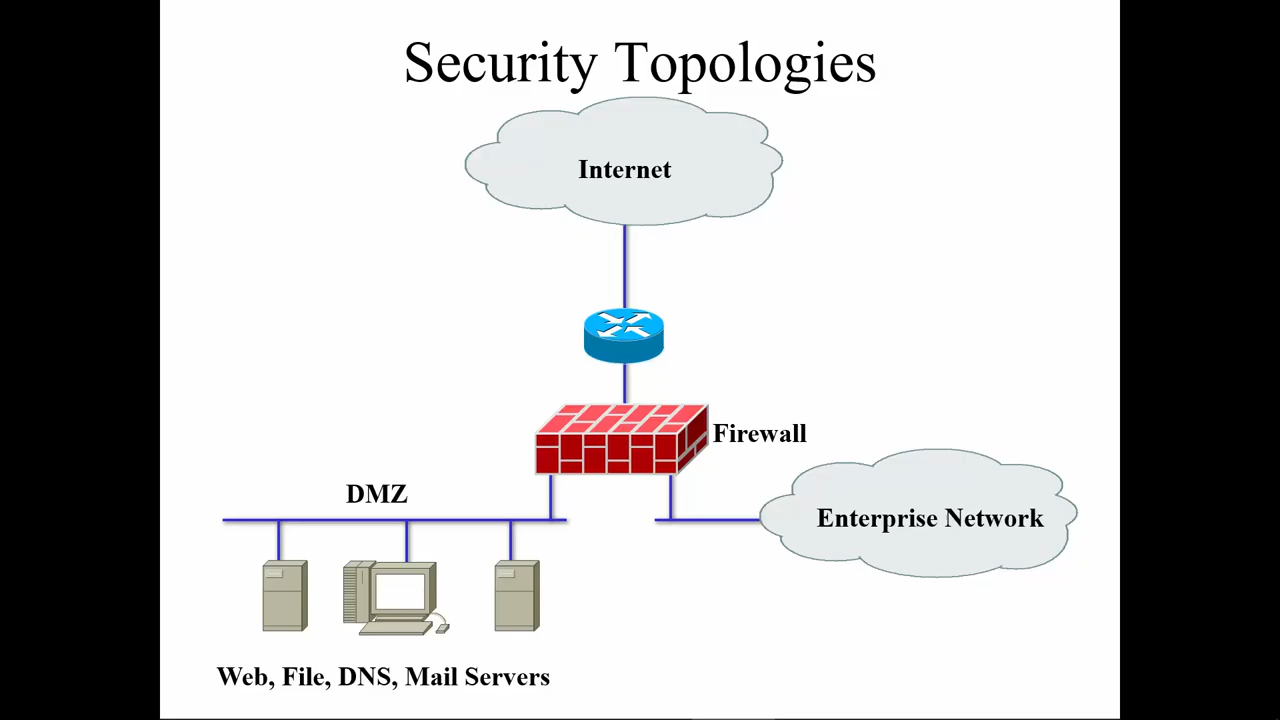 Security Topologies
Internet
Firewall
DMZ
Enterprise Network
Web, File, DNS, Mail Servers